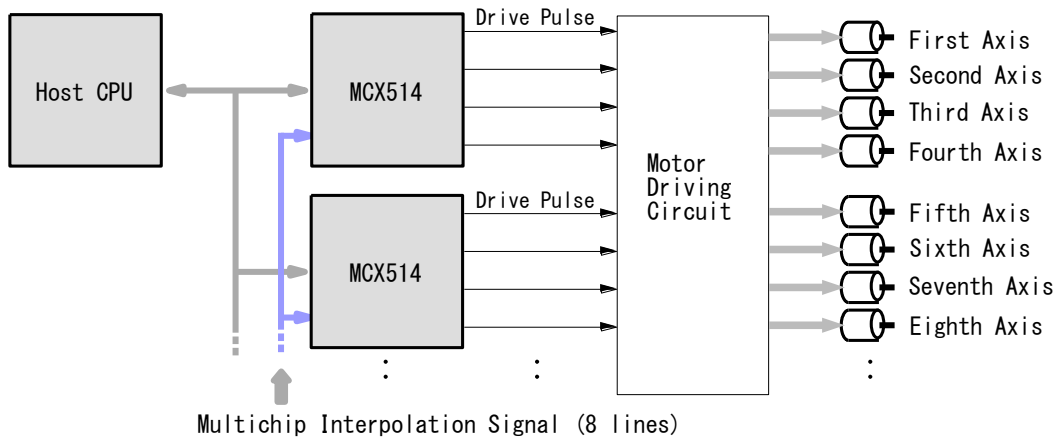 Drive Pulse
Host CPU
MCX514
First Axis
Second Axis
Third Axis
Fourth Axis
Motor
Driving
Circuit
Drive Pulse
MCX514
Fifth Axis
Sixth Axis
Seventh Axis
Eighth Axis
: : :
Multichip Interpolation Signal (8 lines)